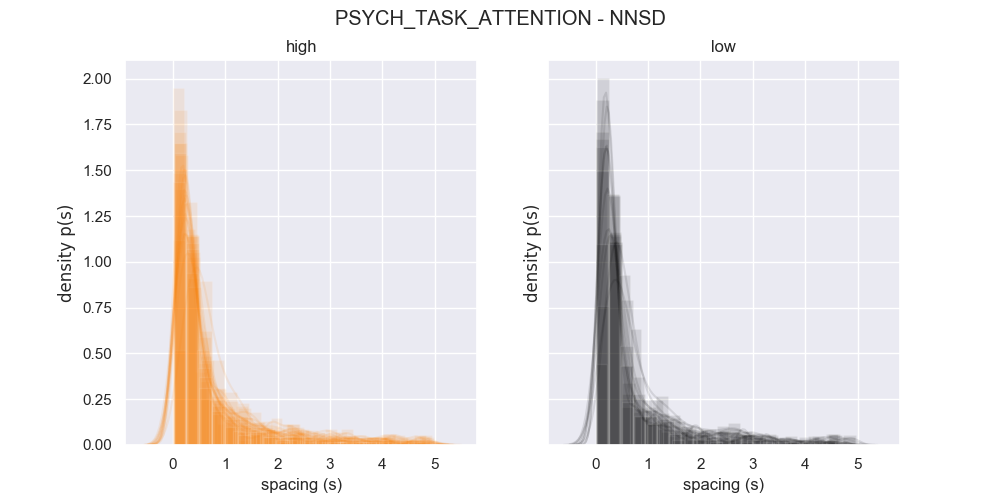 PSYCH_TASK_ATTENTION - NNSD
high
low
density p(s)
2.00
1.75
1.50
1.25
1.00
0.75
0.50
0.25
0.00
0 1 2 3 4 5
spacing (s)
density p(s)
0 1 2 3 4 5
spacing (s)